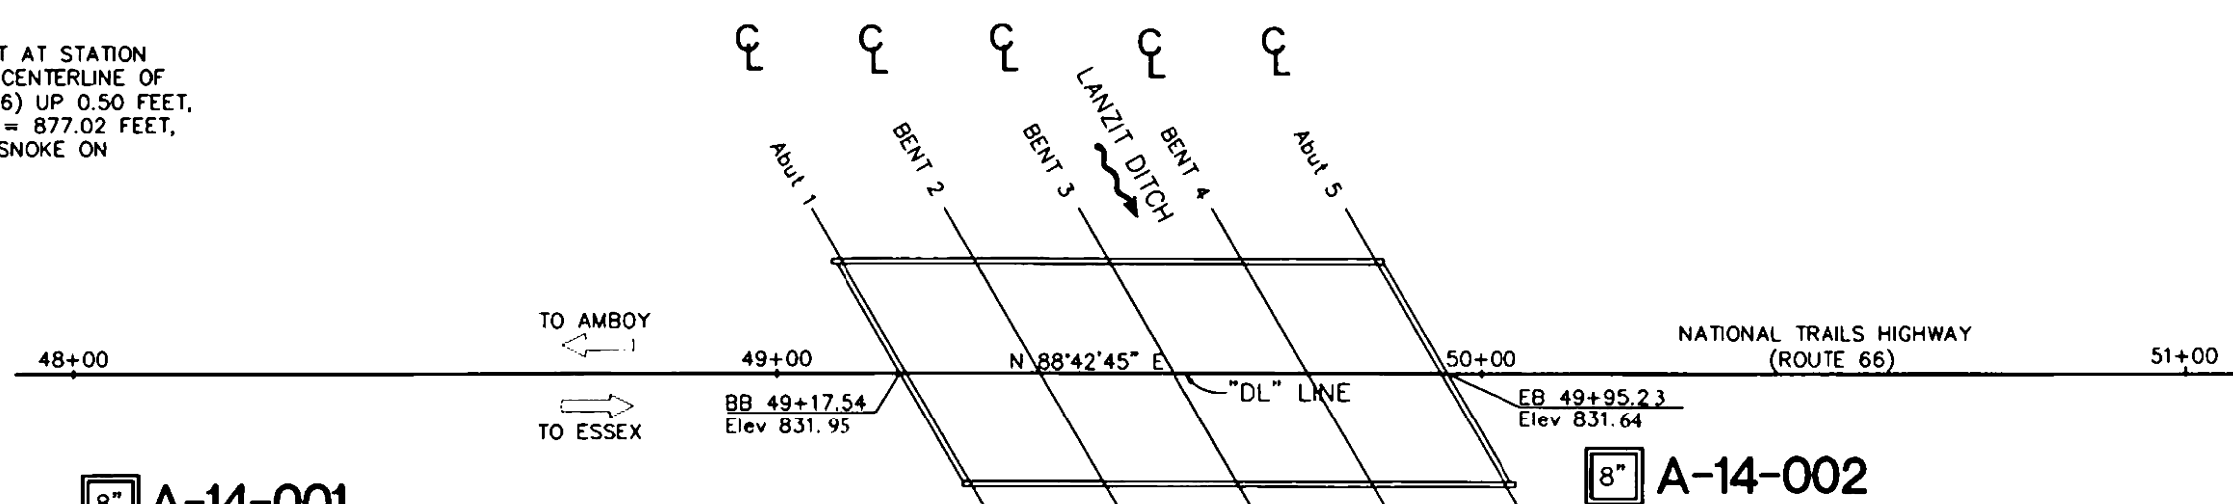 T AT STATION
CENTERLINE OF
6) UP 0.50 FEET,
= 877.02 FEET,
SNOKE ON
℄ ℄ ℄ ℄ ℄
Abut 1
BENT 2
BENT 3
LANZIT DITCH
BENT 4
Abut 5
TO AMBOY
48+00
49+00
N 88°42'45" E
50+00
NATIONAL TRAILS HIGHWAY
(ROUTE 66)
51+00
TO ESSEX
BB 49+17.54
Elev 831.95
"DL" LINE
EB 49+95.23
Elev 831.64
8" A-14-001
8" A-14-002